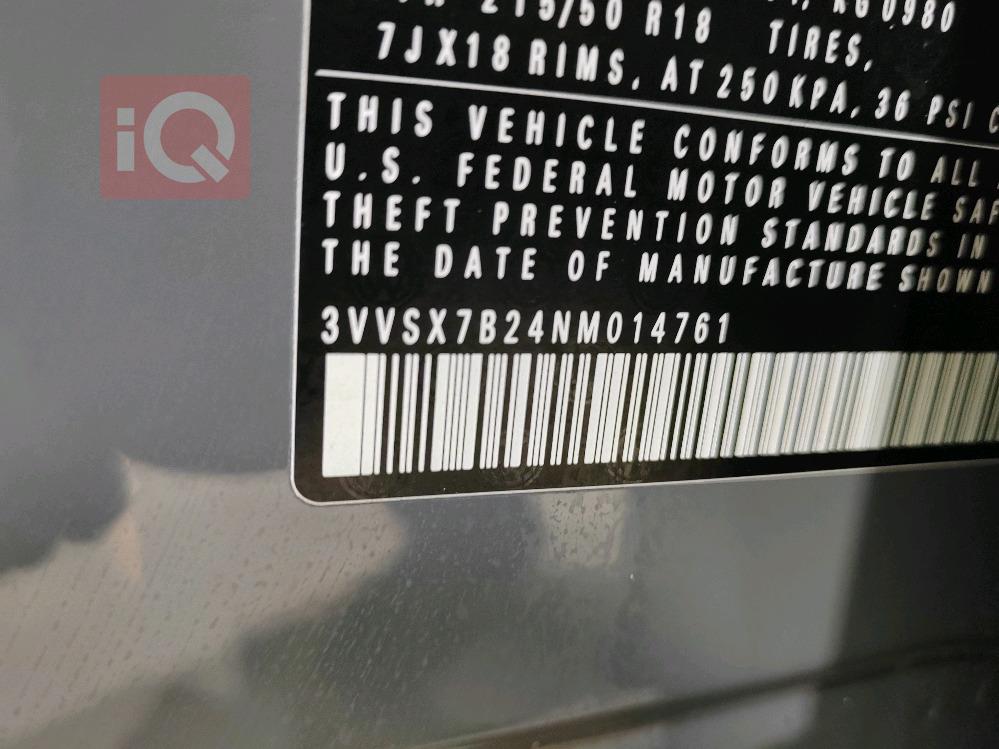 215/50 R18 TIRES,
7JX18 RIMS, AT 250KPA, 36 PSI
THIS VEHICLE CONFORMS TO ALL
U.S. FEDERAL MOTOR VEHICLE
THEFT PREVENTION STANDARDS IN
THE DATE OF MANUFACTURE SHOWN
3VVSX7B24NM014761
iQ